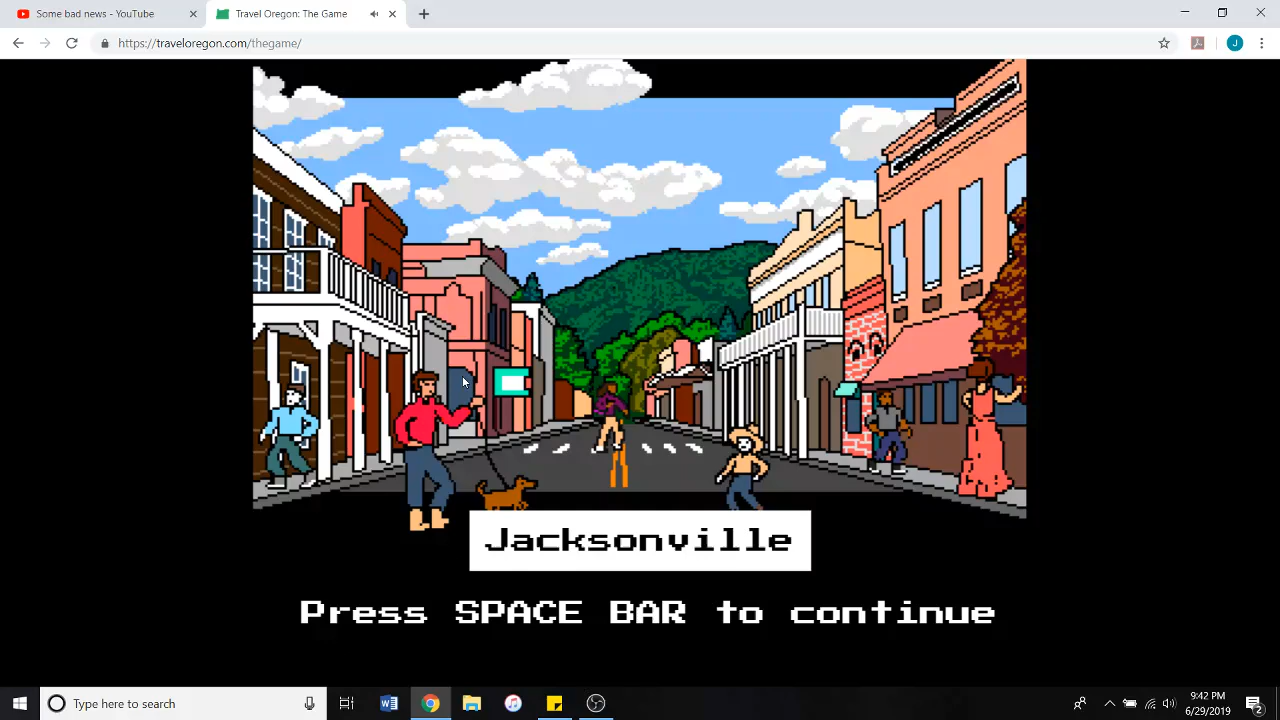 Some bad news - YouTube
Travel Oregon: The Game
https://traveloregon.com/thegame/
J
Jacksonville
Press SPACE BAR to continue
Type here to search
9:42 PM
6/29/2019
2